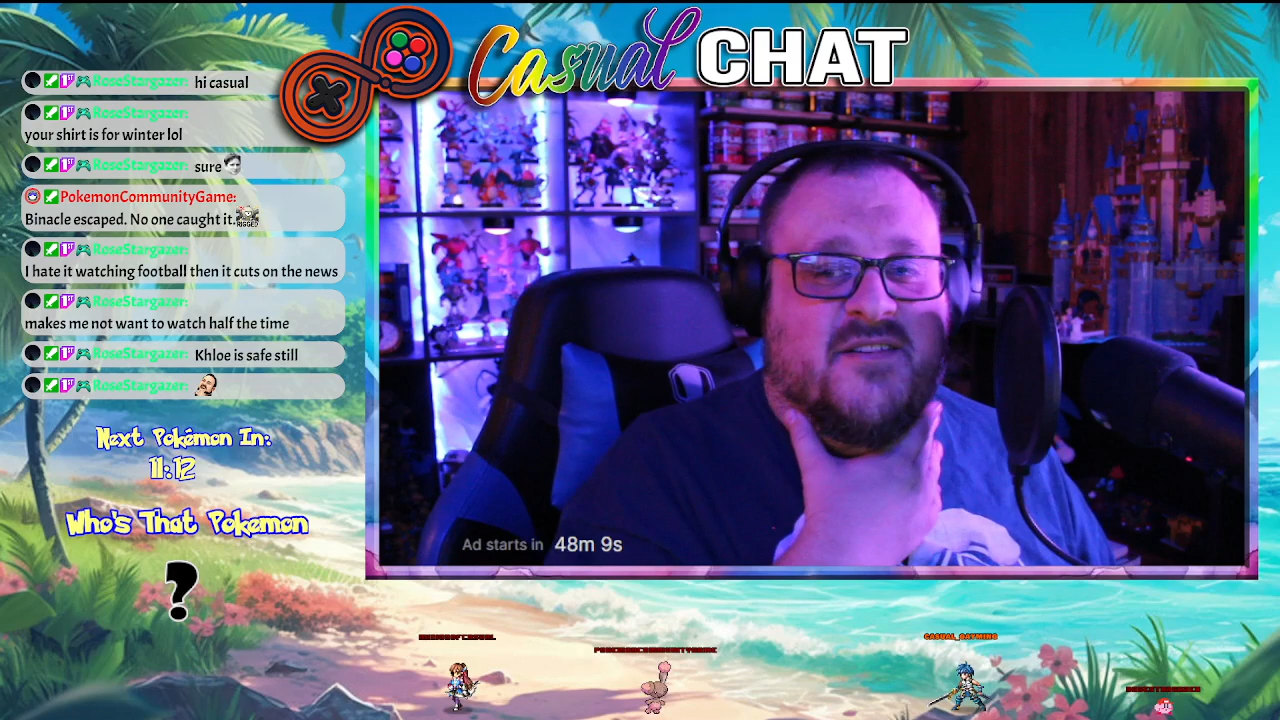 Casual CHAT
RoseStargazer: hi casual
RoseStargazer:
your shirt is for winter lol
RoseStargazer: sure
PokemonCommunityGame:
Binacle escaped. No one caught it.
RoseStargazer:
I hate it watching football then it cuts on the news
RoseStargazer:
makes me not want to watch half the time
RoseStargazer: Khloe is safe still
RoseStargazer:
Next Pokémon In:
11:12
Who's That Pokemon
?
Ad starts in 48m 9s
POKEMONCOMMUNITYGAME
CASUAL_GAYMING